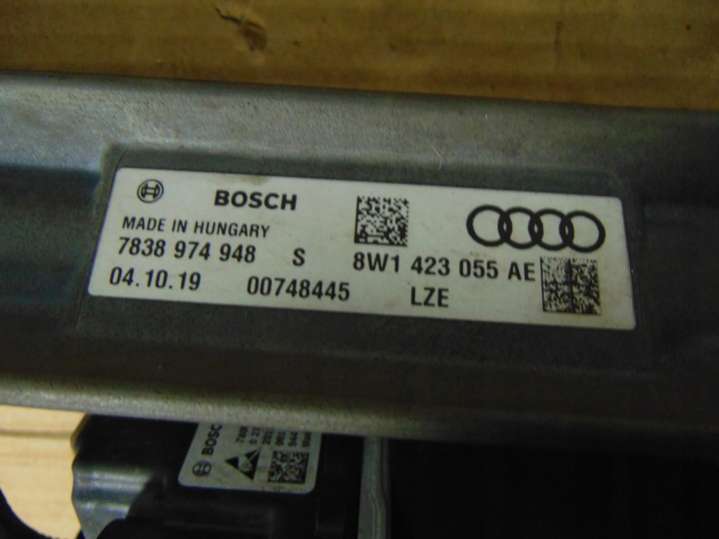 BOSCH
MADE IN HUNGARY
7838 974 948 S 8W1 423 055 AE
04.10.19 00748445 LZE
BOSCH